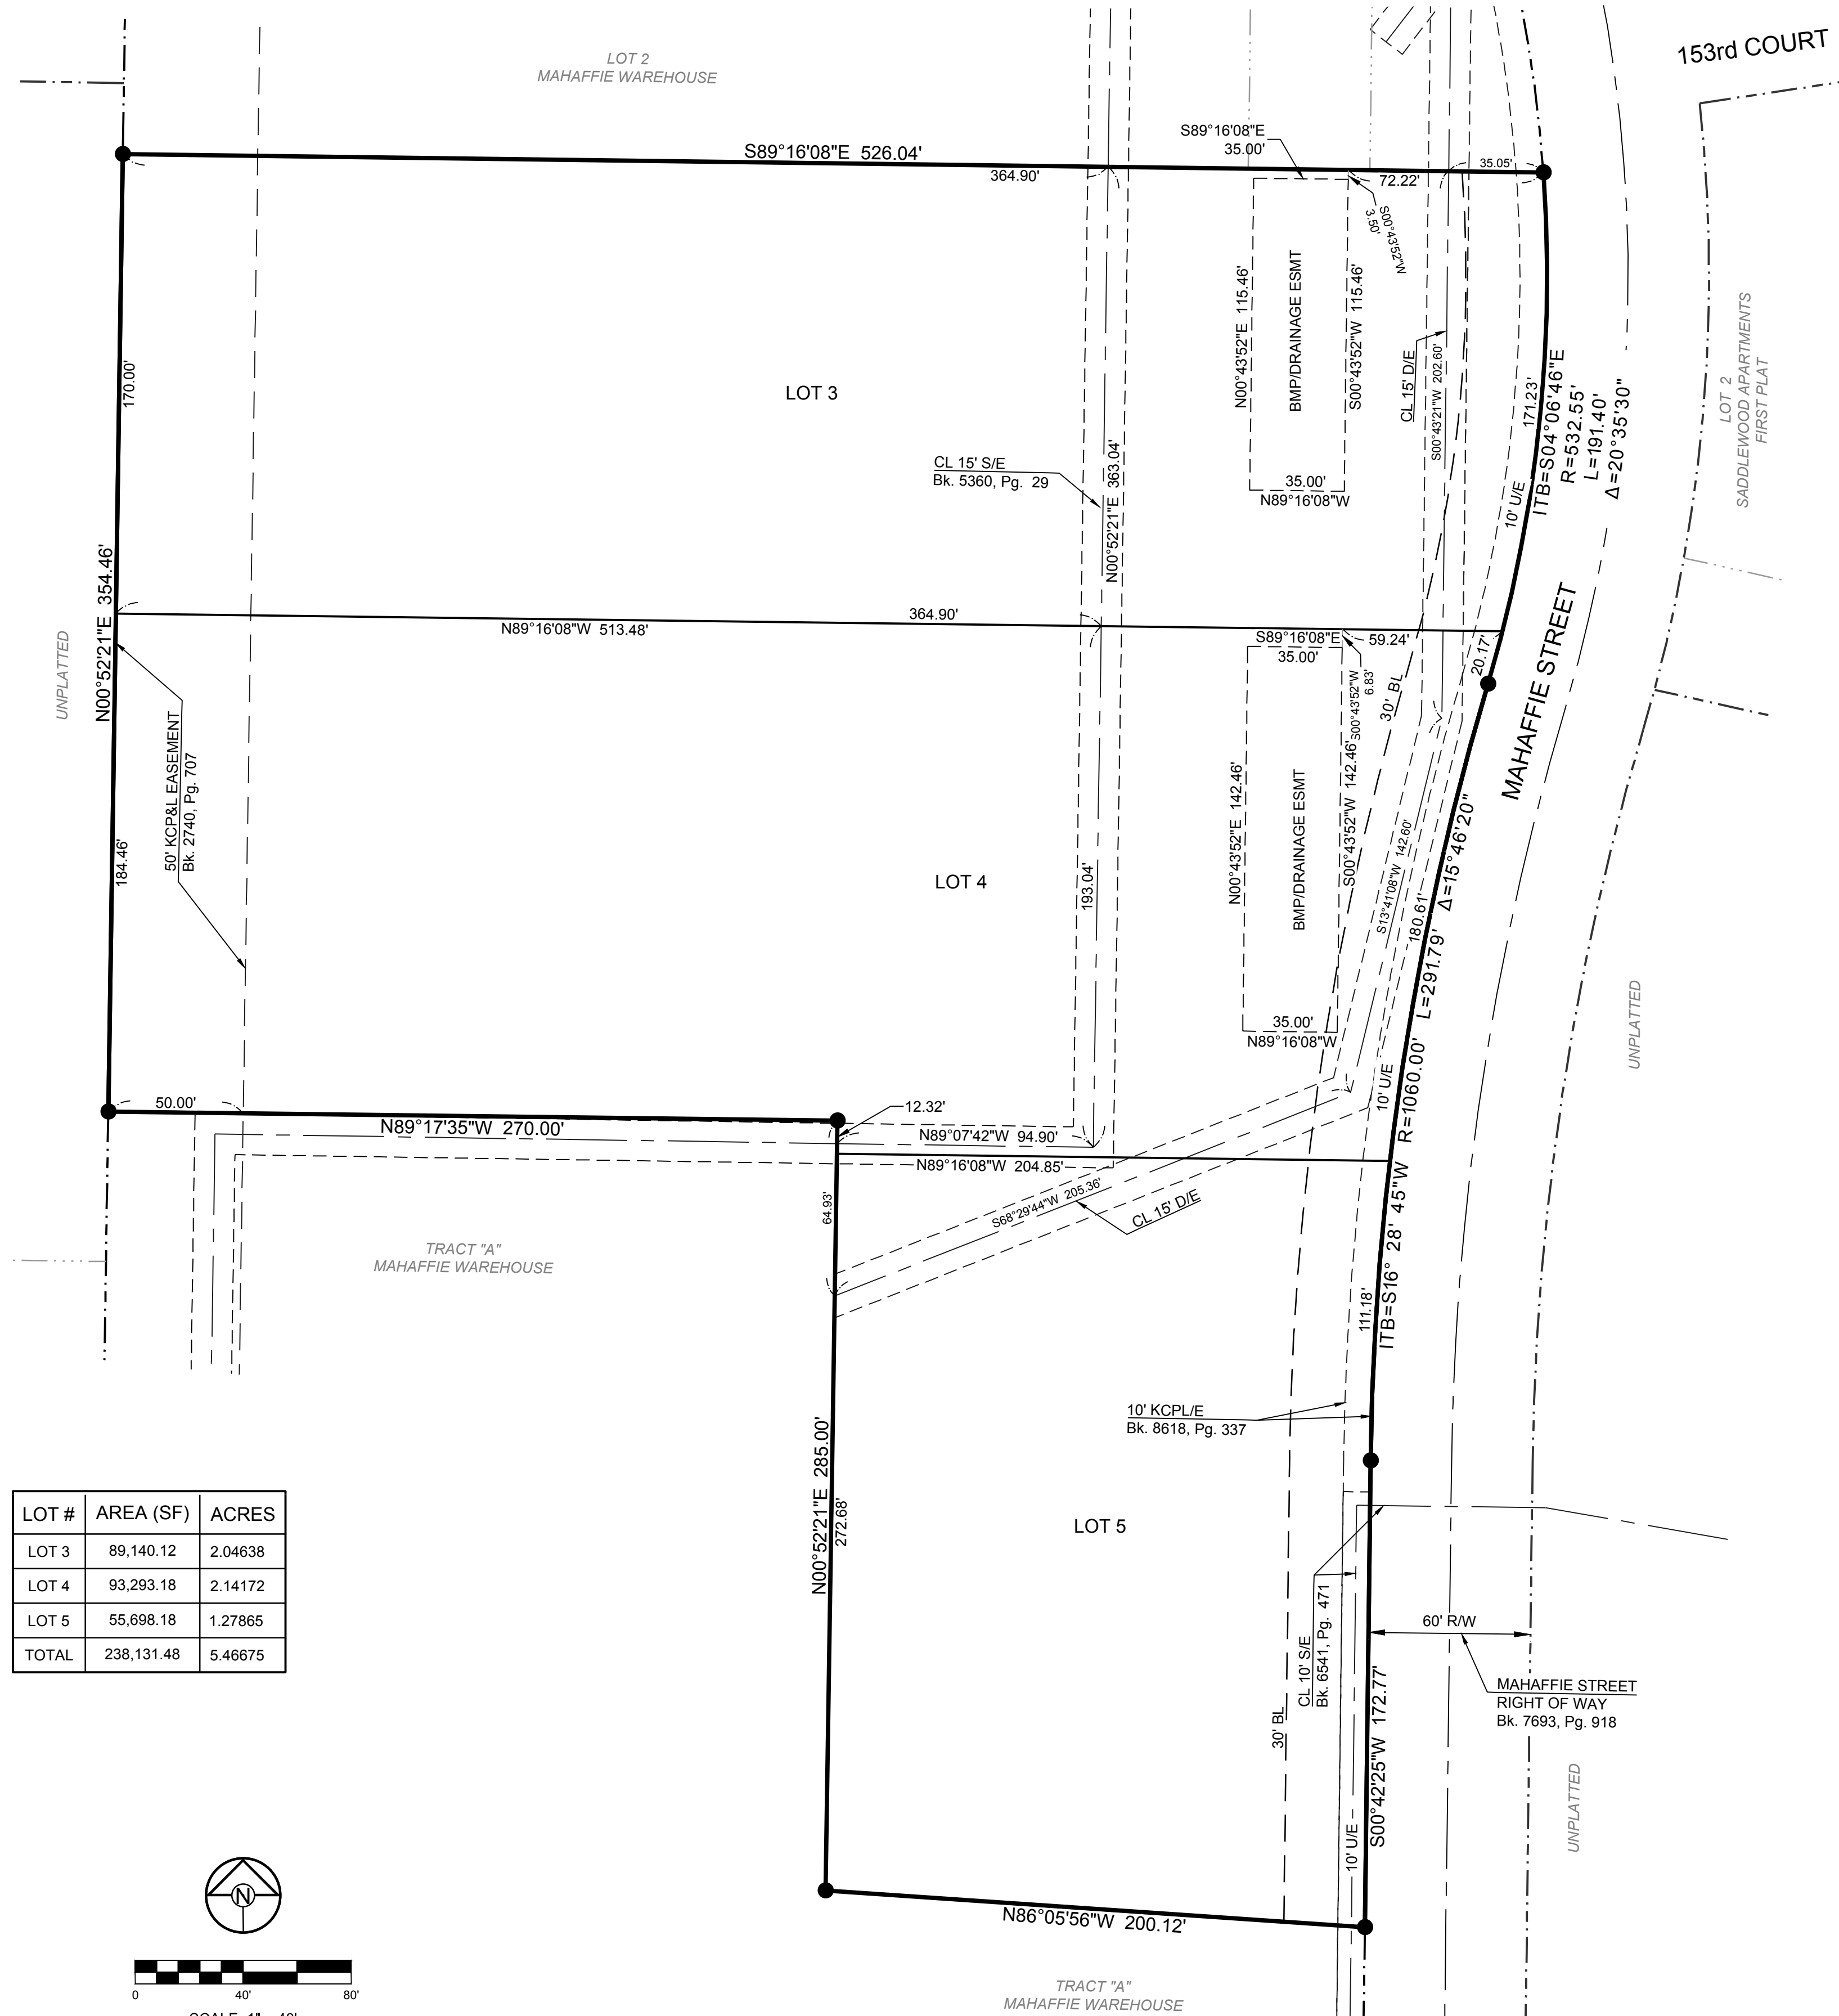 153rd COURT
LOT 2
MAHAFFIE WAREHOUSE
S89°16'08"E 526.04'
364.90'
S89°16'08"E
35.00'
72.22'
35.05'
S00°43'52"W
3.50'
170.00'
LOT 3
N00°43'52"E 115.46'
BMP/DRAINAGE ESMT
S00°43'52"W 115.46'
35.00'
N89°16'08"W
CL 15' D/E
S00°43'21"W 202.60'
171.23'
10' U/E
ITB=S04°06'46"E
R=532.55'
L=191.40'
Δ=20°35'30"
LOT 2
SADDLEWOOD APARTMENTS
FIRST PLAT
CL 15' S/E
Bk. 5360, Pg. 29
N00°52'21"E 363.04'
N00°52'21"E 354.46'
UNPLATTED
364.90'
N89°16'08"W 513.48'
S89°16'08"E
35.00'
59.24'
20.17'
S00°43'52"W
6.83'
30' BL
MAHAFFIE STREET
50' KCP&L EASEMENT
Bk. 2740, Pg. 707
184.46'
LOT 4
193.04'
N00°43'52"E 142.46'
BMP/DRAINAGE ESMT
S00°43'52"W 142.46'
35.00'
N89°16'08"W
S13°41'08"W 142.60'
180.61'
10' U/E
ITB=S16° 28' 45"W R=1060.00' L=291.79' Δ=15°46'20"
UNPLATTED
50.00'
N89°17'35"W 270.00'
12.32'
N89°07'42"W 94.90'
N89°16'08"W 204.85'
64.93'
S68°29'44"W 205.36'
CL 15' D/E
TRACT "A"
MAHAFFIE WAREHOUSE
111.18'
10' KCPL/E
Bk. 8618, Pg. 337
N00°52'21"E 285.00'
272.68'
LOT 5
CL 10' S/E
Bk. 6541, Pg. 471
60' R/W
MAHAFFIE STREET
RIGHT OF WAY
Bk. 7693, Pg. 918
30' BL
10' U/E
S00°42'25"W 172.77'
UNPLATTED
N86°05'56"W 200.12'
TRACT "A"
MAHAFFIE WAREHOUSE
LOT # AREA (SF) ACRES
LOT 3 89,140.12 2.04638
LOT 4 93,293.18 2.14172
LOT 5 55,698.18 1.27865
TOTAL 238,131.48 5.46675
N
0 40' 80'